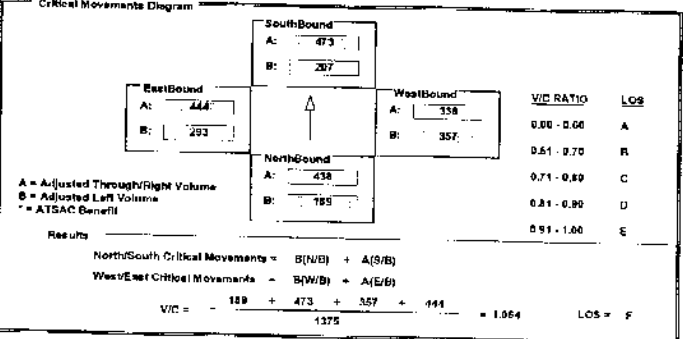 Critical Movements Diagram
SouthBound
A: 473
B: 207
EastBound
A: 444
B: 293
WestBound
A: 338
B: 357
NorthBound
A: 438
B: 189
V/C RATIO LOS
0.00 - 0.60 A
0.61 - 0.70 B
0.71 - 0.80 C
0.81 - 0.90 D
0.91 - 1.00 E
A = Adjusted Through/Right Volume
B = Adjusted Left Volume
* = ATSAC Benefit
Results
North/South Critical Movements = B(N/B) + A(S/B)
West/East Critical Movements = B(W/B) + A(E/B)
V/C = 189 + 473 + 357 + 444
1375
= 1.064 LOS = F